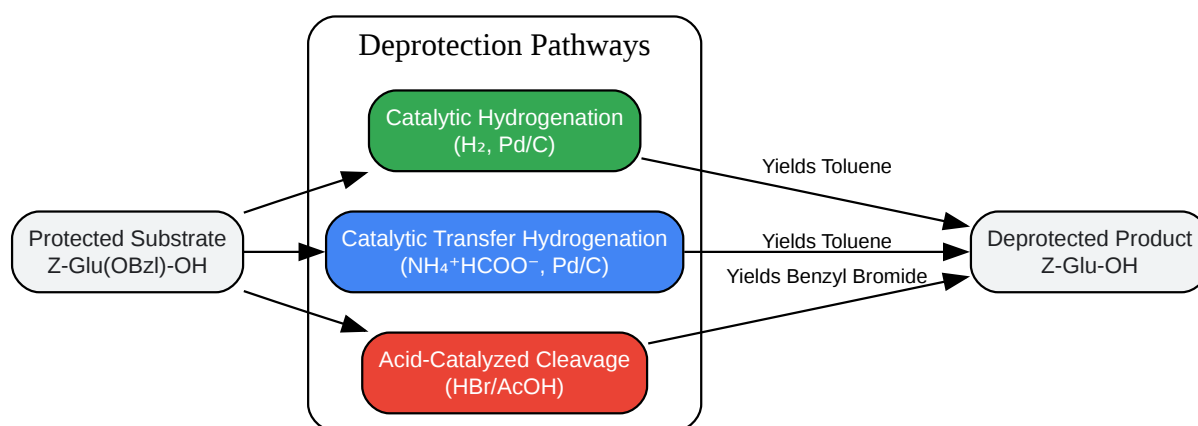 Deprotection Pathways
Catalytic Hydrogenation
(H₂, Pd/C)
Yields Toluene
Protected Substrate
Z-Glu(OBzl)-OH
Catalytic Transfer Hydrogenation
(NH₄⁺HCOO⁻, Pd/C)
Yields Toluene
Deprotected Product
Z-Glu-OH
Yields Benzyl Bromide
Acid-Catalyzed Cleavage
(HBr/AcOH)